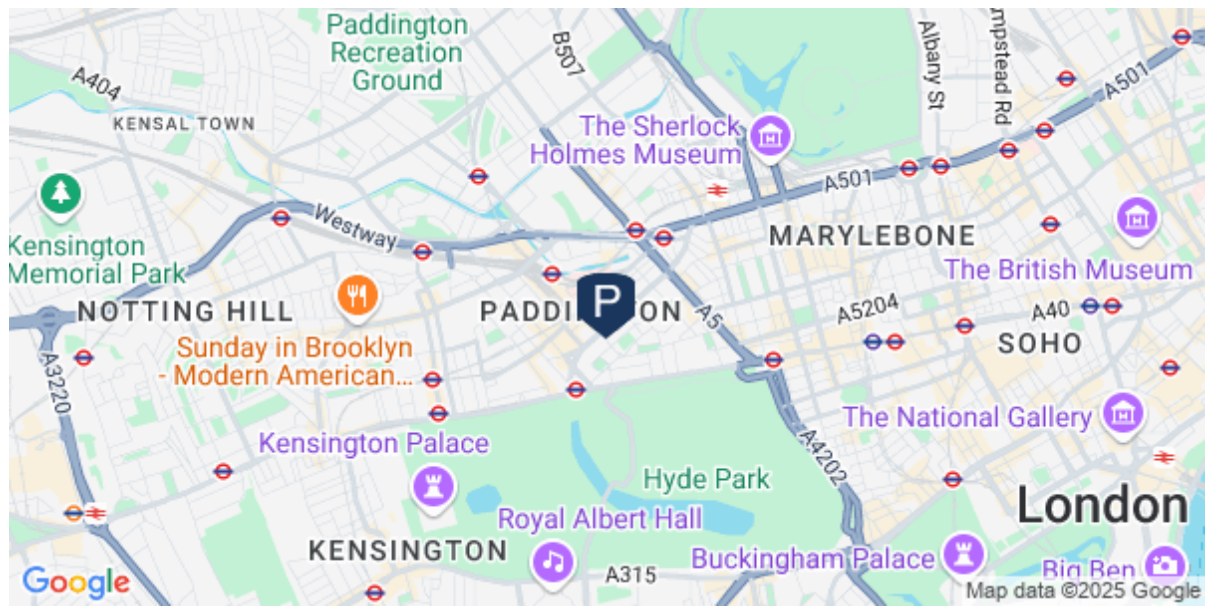 Paddington
Recreation
Ground
B507
Albany St
mpstead Rd
A501
A404
KENSAL TOWN
The Sherlock
Holmes Museum
A501
Westway
MARYLEBONE
Kensington
Memorial Park
The British Museum
NOTTING HILL
PADDI
P
ON
A5
A5204
A40
SOHO
Sunday in Brooklyn
- Modern American...
A3220
The National Gallery
Kensington Palace
A4202
Hyde Park
London
Royal Albert Hall
KENSINGTON
Buckingham Palace
Big Ben
A315
Google
Map data ©2025 Google